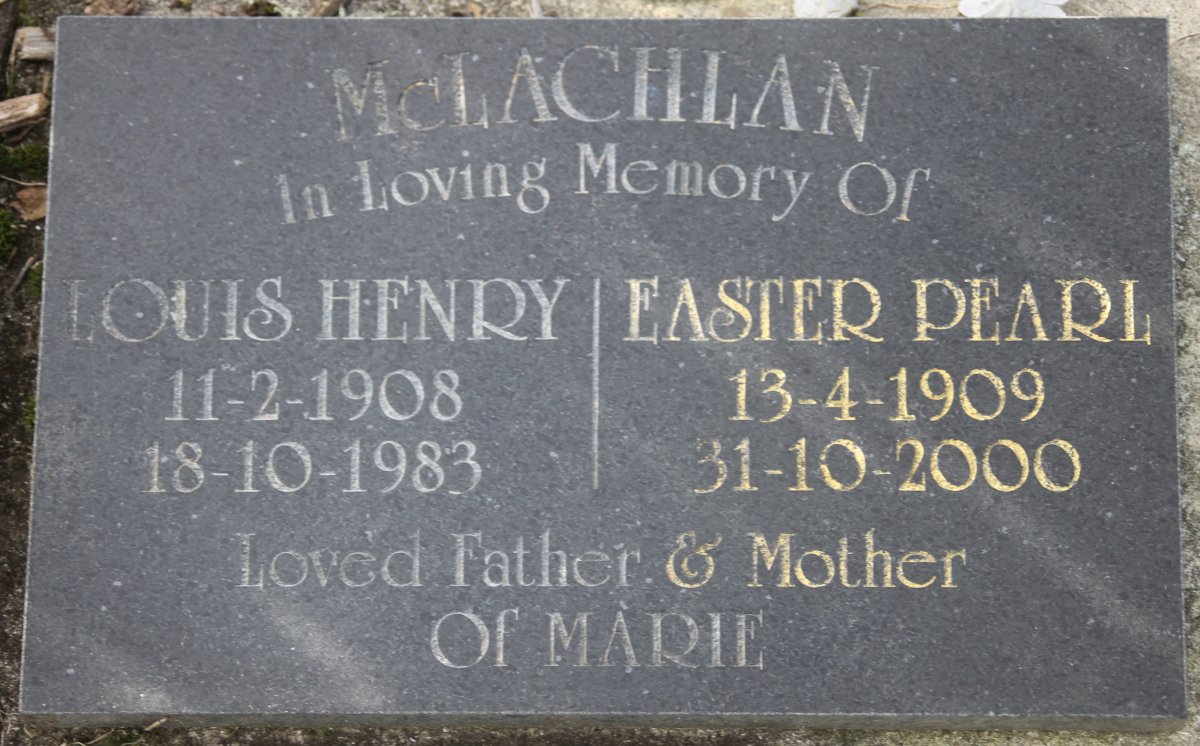 McLACHLAN
In Loving Memory Of
LOUIS HENRY
11-2-1908
18-10-1983
EASTER PEARL
13-4-1909
31-10-2000
Loved Father & Mother
Of MARIE